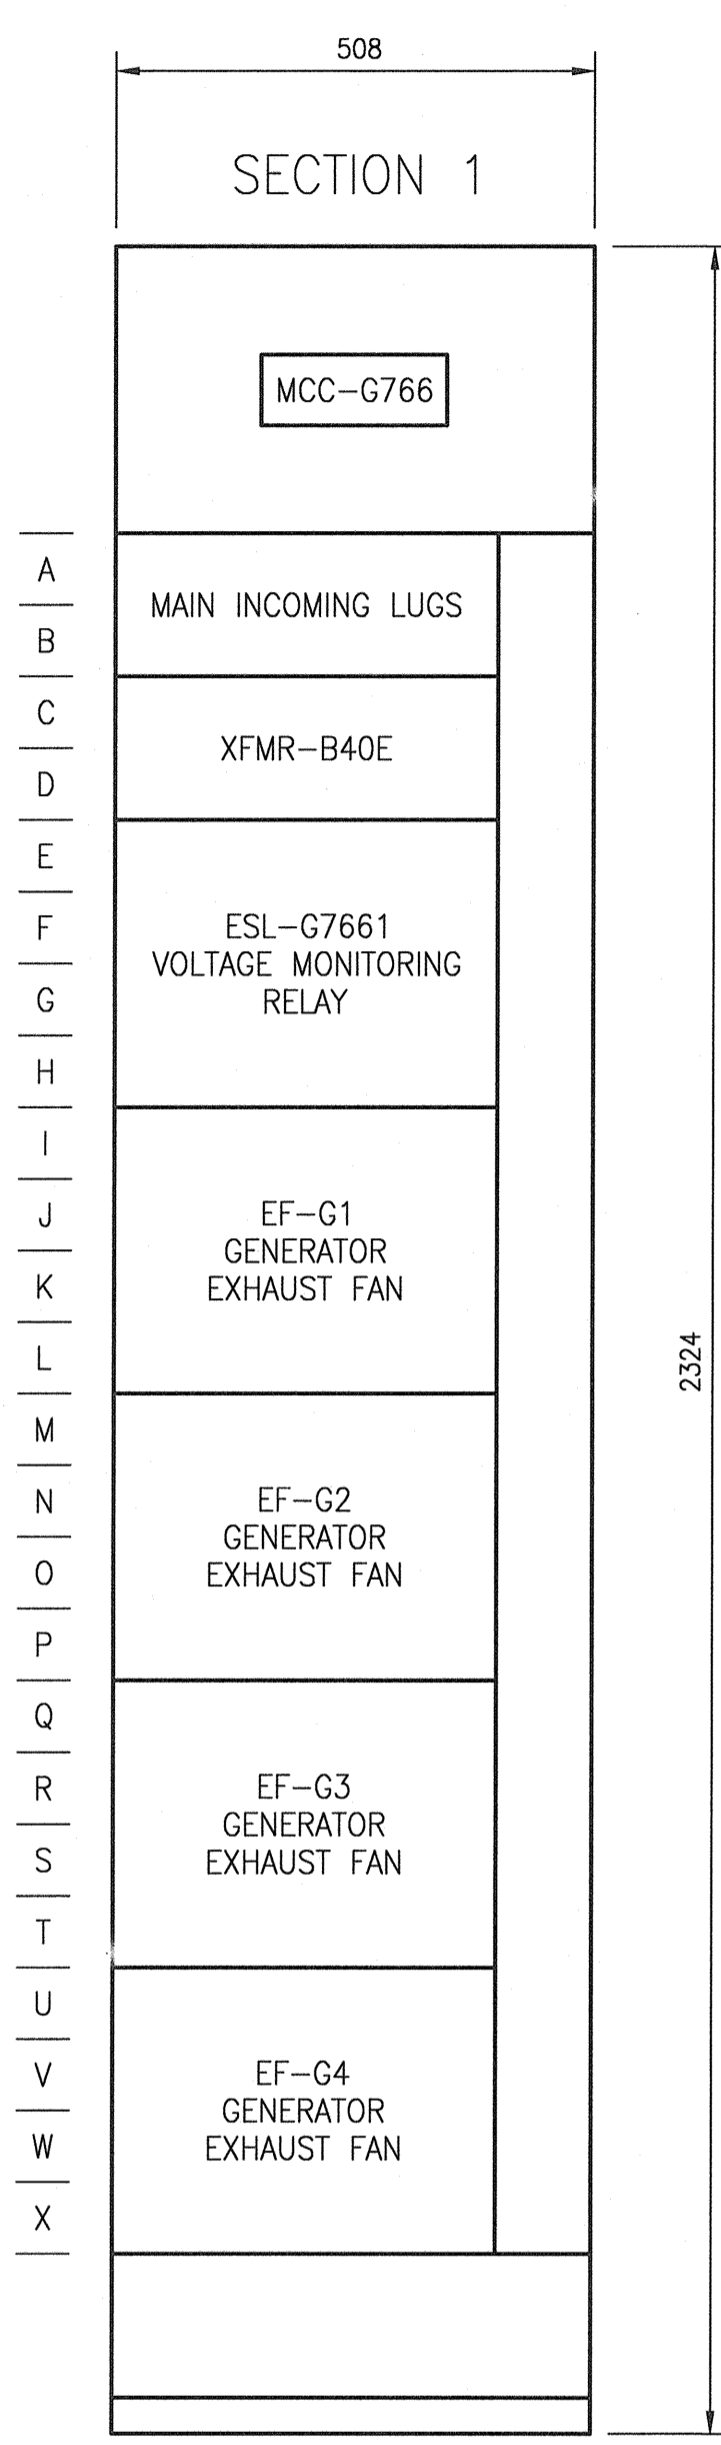 508
SECTION 1
MCC-G766
A
MAIN INCOMING LUGS
B
C
XFMR-B40E
D
E
F
ESL-G7661
VOLTAGE MONITORING
RELAY
G
H
I
J
EF-G1
GENERATOR
EXHAUST FAN
K
L
2324
M
N
EF-G2
GENERATOR
EXHAUST FAN
O
P
Q
R
EF-G3
GENERATOR
EXHAUST FAN
S
T
U
V
EF-G4
GENERATOR
EXHAUST FAN
W
X